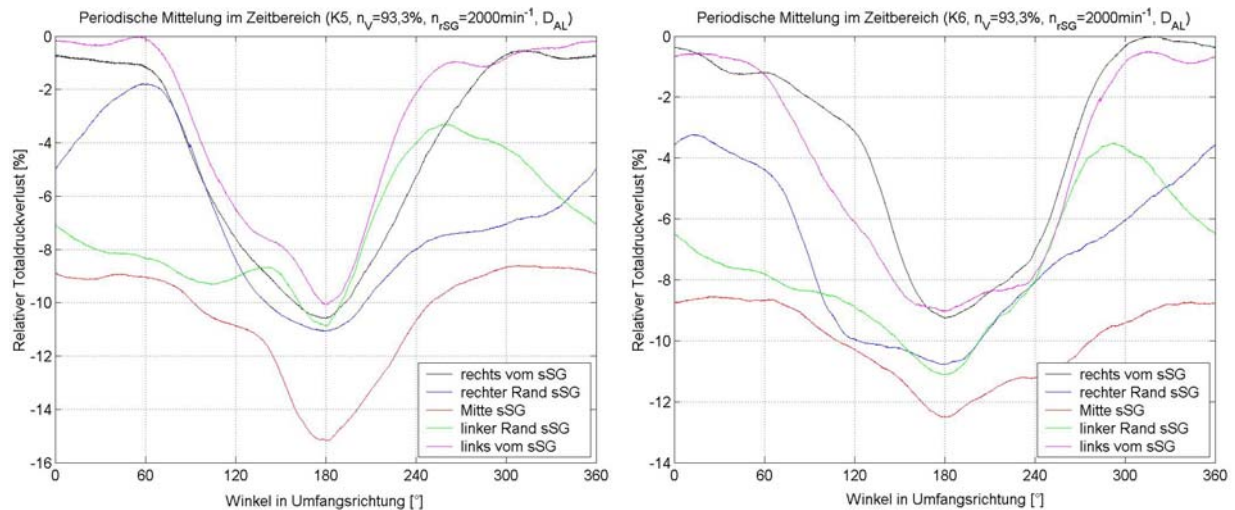 Periodische Mittelung im Zeitbereich (K5, n_V=93,3%, n_rSG=2000min⁻¹, D_AL)
Relativer Totaldruckverlust [%]
0
-2
-4
-6
-8
-10
-12
-14
-16
0 60 120 180 240 300 360
Winkel in Umfangsrichtung [°]
rechts vom sSG
rechter Rand sSG
Mitte sSG
linker Rand sSG
links vom sSG
Periodische Mittelung im Zeitbereich (K6, n_V=93,3%, n_rSG=2000min⁻¹, D_AL)
Relativer Totaldruckverlust [%]
0
-2
-4
-6
-8
-10
-12
-14
0 60 120 180 240 300 360
Winkel in Umfangsrichtung [°]
rechts vom sSG
rechter Rand sSG
Mitte sSG
linker Rand sSG
links vom sSG